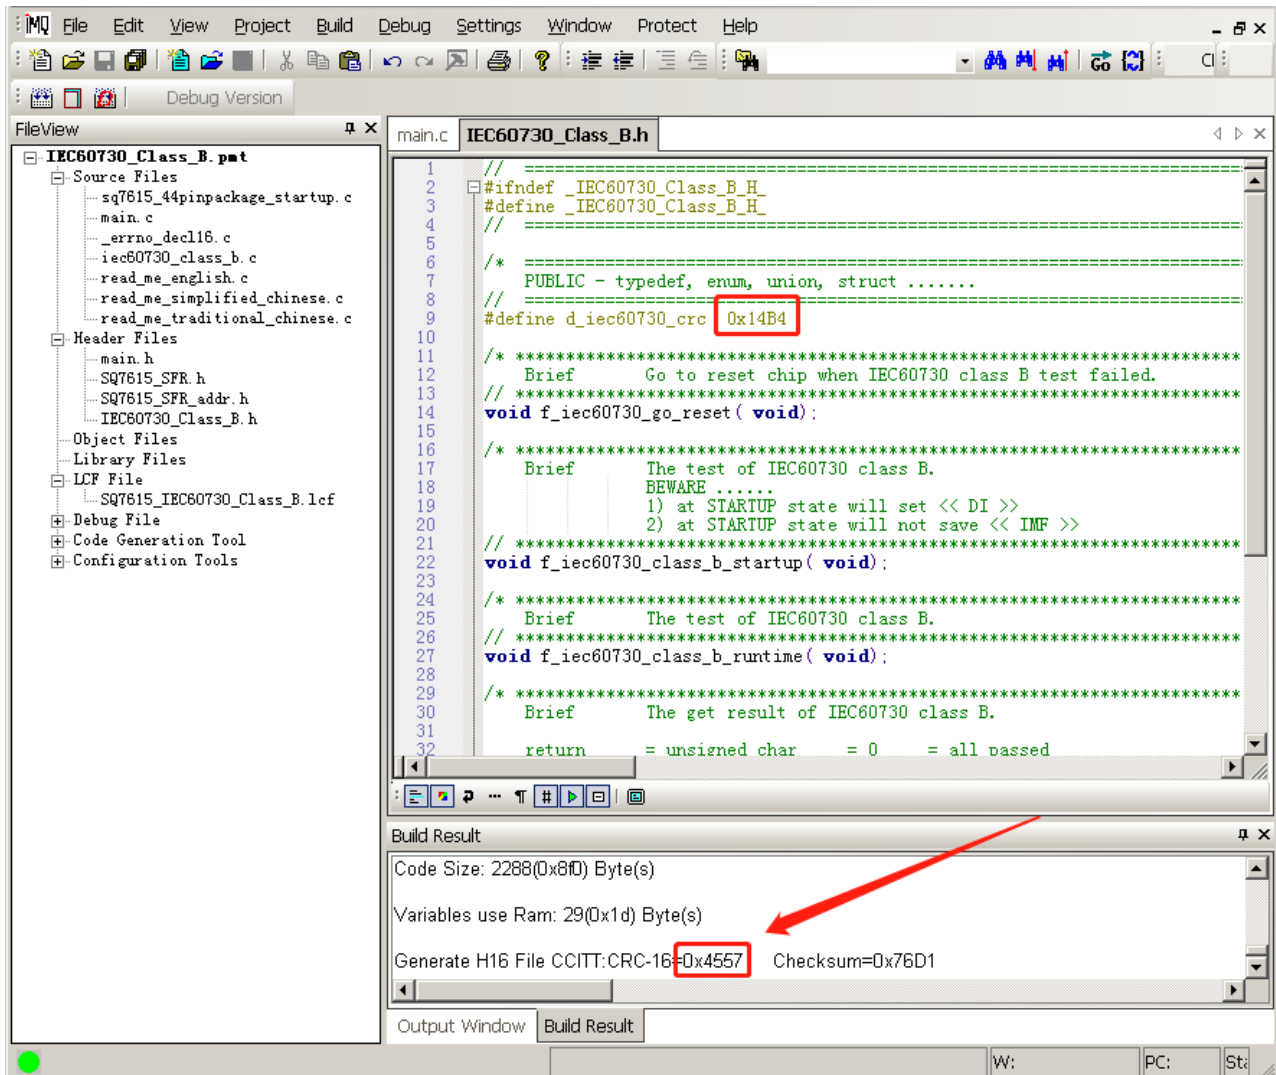 iMQ File Edit View Project Build Debug Settings Window Protect Help
GO Cl
Debug Version
FileView
IEC60730_Class_B.pmt
Source Files
sq7615_44pinpackage_startup.c
main.c
_errno_decl16.c
iec60730_class_b.c
read_me_english.c
read_me_simplified_chinese.c
read_me_traditional_chinese.c
Header Files
main.h
SQ7615_SFR.h
SQ7615_SFR_addr.h
IEC60730_Class_B.h
Object Files
Library Files
LCF File
SQ7615_IEC60730_Class_B.lcf
Debug File
Code Generation Tool
Configuration Tools
main.c IEC60730_Class_B.h
1 // ========================================================================
2 #ifndef _IEC60730_Class_B_H_
3 #define _IEC60730_Class_B_H_
4 // ========================================================================
5
6 /* ========================================================================
7 PUBLIC - typedef, enum, union, struct .......
8 // ========================================================================
9 #define d_iec60730_crc 0x14B4
10
11 /* ************************************************************************
12 Brief Go to reset chip when IEC60730 class B test failed.
13 // ************************************************************************
14 void f_iec60730_go_reset( void);
15
16 /* ************************************************************************
17 Brief The test of IEC60730 class B.
18 BEWARE ......
19 1) at STARTUP state will set << DI >>
20 2) at STARTUP state will not save << IMF >>
21 // ************************************************************************
22 void f_iec60730_class_b_startup( void);
23
24 /* ************************************************************************
25 Brief The test of IEC60730 class B.
26 // ************************************************************************
27 void f_iec60730_class_b_runtime( void);
28
29 /* ************************************************************************
30 Brief The get result of IEC60730 class B.
31
32 return = unsigned char = 0 = all passed
Build Result
Code Size: 2288(0x8f0) Byte(s)
Variables use Ram: 29(0x1d) Byte(s)
Generate H16 File CCITT:CRC-16=0x4557 Checksum=0x76D1
Output Window Build Result
W: PC: Sta